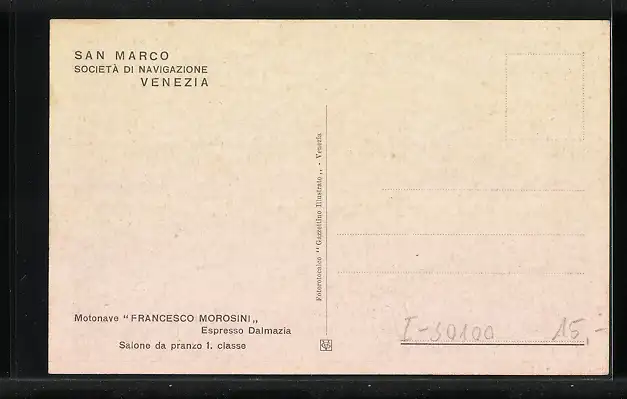 SAN MARCO
SOCIETÀ DI NAVIGAZIONE
VENEZIA
Fotorotocalco "Gazzettino Illustrato„ - Venezia
Motonave "FRANCESCO MOROSINI„
Espresso Dalmazia
Salone da pranzo 1. classe
I-30100 15,-